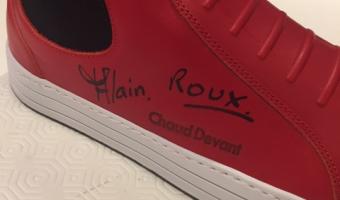 Alain. Roux.
Chaud Devant